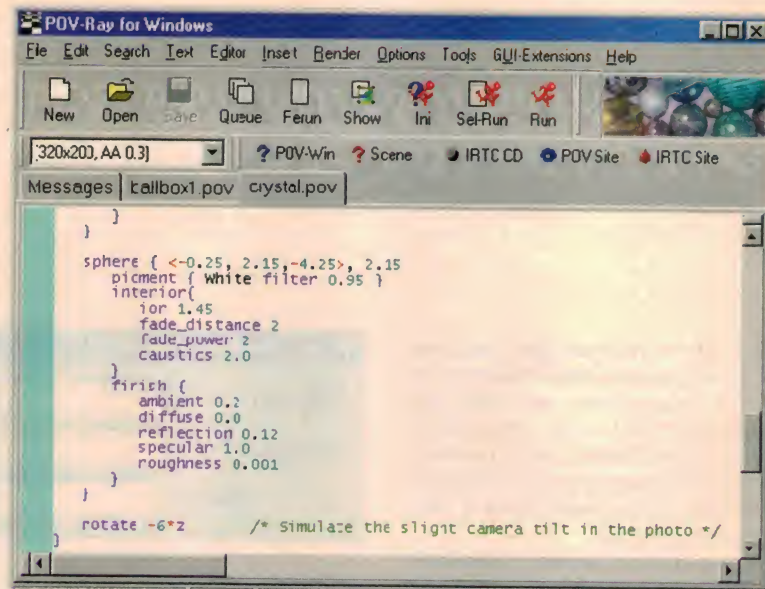 POV-Ray for Windows
File Edit Search Text Editor Inset Render Options Tools GUI-Extensions Help
New Open Save Queue Rerun Show Ini Sel-Run Run
[320x200, AA 0.3] POV-Win Scene IRTC CD POV Site IRTC Site
Messages ballbox1.pov crystal.pov
}
}
sphere { <-0.25, 2.15,-4.25>, 2.15
pigment { White filter 0.95 }
interior{
ior 1.45
fade_distance 2
fade_power 2
caustics 2.0
}
finish {
ambient 0.2
diffuse 0.0
reflection 0.12
specular 1.0
roughness 0.001
}
}
rotate -6*z /* Simulate the slight camera tilt in the photo */
}